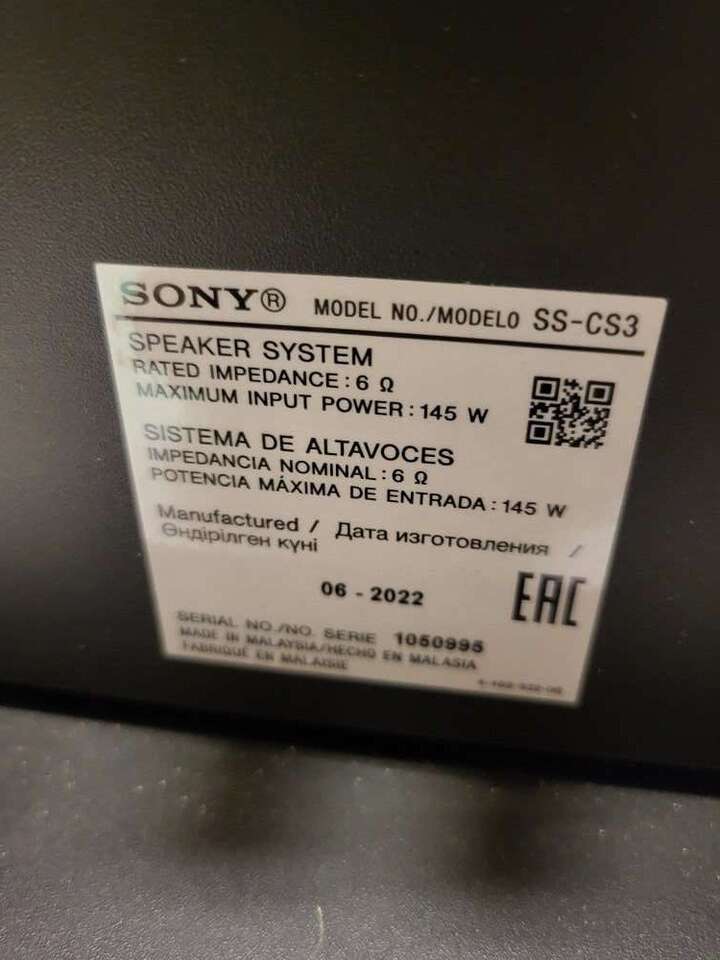 SONY® MODEL NO./MODELO SS-CS3
SPEAKER SYSTEM
RATED IMPEDANCE : 6 Ω
MAXIMUM INPUT POWER : 145 W
SISTEMA DE ALTAVOCES
IMPEDANCIA NOMINAL : 6 Ω
POTENCIA MÁXIMA DE ENTRADA : 145 W
Manufactured / Дата изготовления /
Өндірілген күні
06 - 2022
EAC
SERIAL NO./NO. SERIE 1050995
MADE IN MALAYSIA/HECHO EN MALASIA
FABRIQUÉ EN MALAISIE